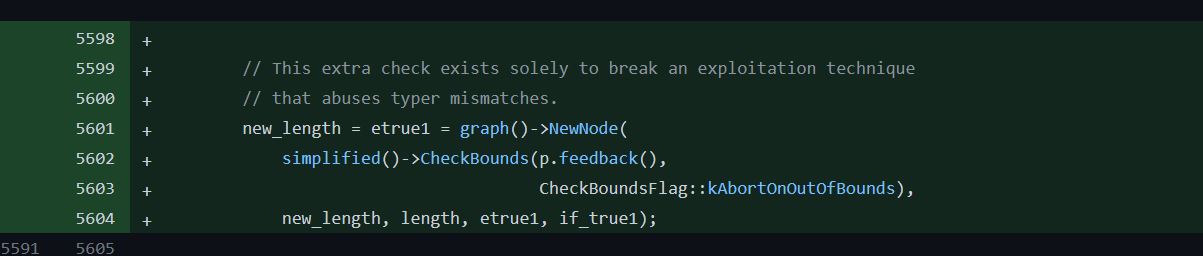 5598 +
5599 + // This extra check exists solely to break an exploitation technique
5600 + // that abuses typer mismatches.
5601 + new_length = etrue1 = graph()->NewNode(
5602 + simplified()->CheckBounds(p.feedback(),
5603 + CheckBoundsFlag::kAbortOnOutOfBounds),
5604 + new_length, length, etrue1, if_true1);
5591 5605